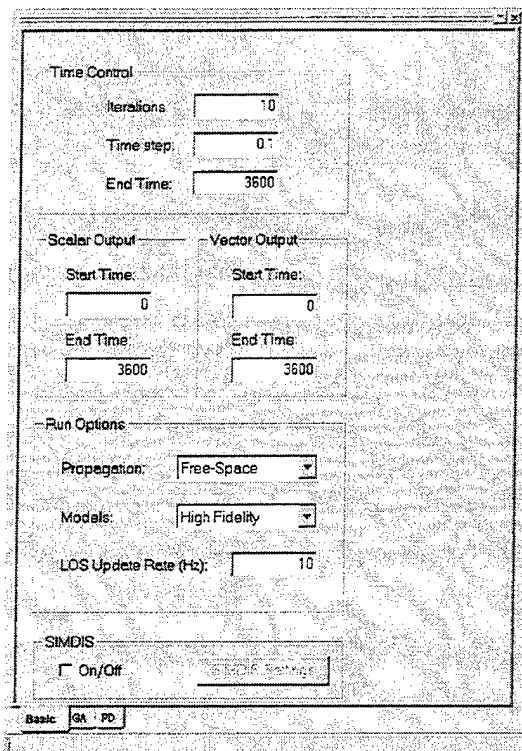 Time Control
Iterations 10
Time step: 0.1
End Time: 3600
Scalar Output
Start Time:
0
End Time:
3600
Vector Output
Start Time:
0
End Time:
3600
Run Options
Propagation: Free-Space
Models: High Fidelity
LOS Update Rate (Hz): 10
SIMDIS
On/Off Settings
Basic GA PD